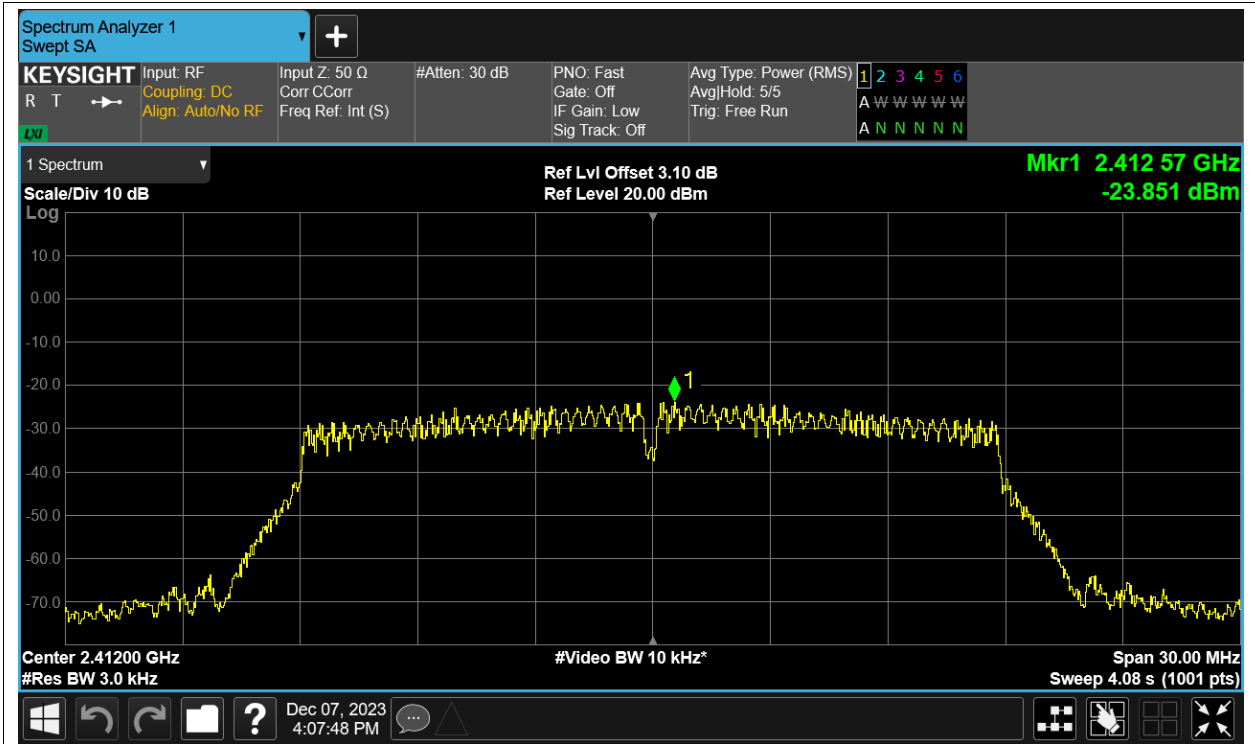 Spectrum Analyzer 1
Swept SA
KEYSIGHT
R T
LXI
Input: RF
Coupling: DC
Align: Auto/No RF
Input Z: 50 Ω
Corr CCorr
Freq Ref: Int (S)
#Atten: 30 dB
PNO: Fast
Gate: Off
IF Gain: Low
Sig Track: Off
Avg Type: Power (RMS)
Avg|Hold: 5/5
Trig: Free Run
1 2 3 4 5 6
A W W W W W
A N N N N N
1 Spectrum
Scale/Div 10 dB
Log
Ref Lvl Offset 3.10 dB
Ref Level 20.00 dBm
Mkr1 2.412 57 GHz
-23.851 dBm
10.0
0.00
-10.0
-20.0
-30.0
-40.0
-50.0
-60.0
-70.0
1
Center 2.41200 GHz
#Res BW 3.0 kHz
#Video BW 10 kHz*
Span 30.00 MHz
Sweep 4.08 s (1001 pts)
?
Dec 07, 2023
4:07:48 PM